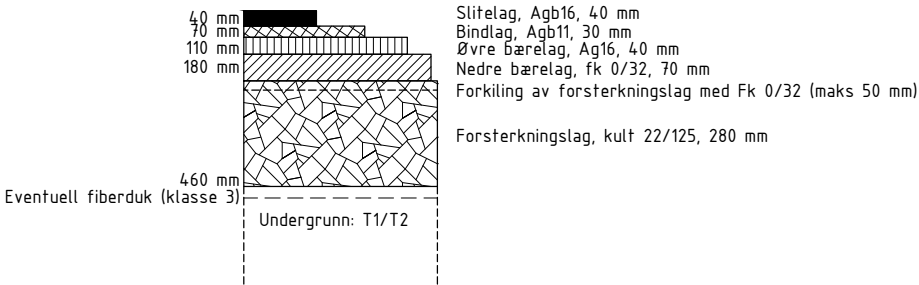 40 mm
Slitelag, Agb16, 40 mm
70 mm
Bindlag, Agb11, 30 mm
110 mm
Øvre bærelag, Ag16, 40 mm
180 mm
Nedre bærelag, fk 0/32, 70 mm
Forkiling av forsterkningslag med Fk 0/32 (maks 50 mm)
Forsterkningslag, kult 22/125, 280 mm
460 mm
Eventuell fiberduk (klasse 3)
Undergrunn: T1/T2